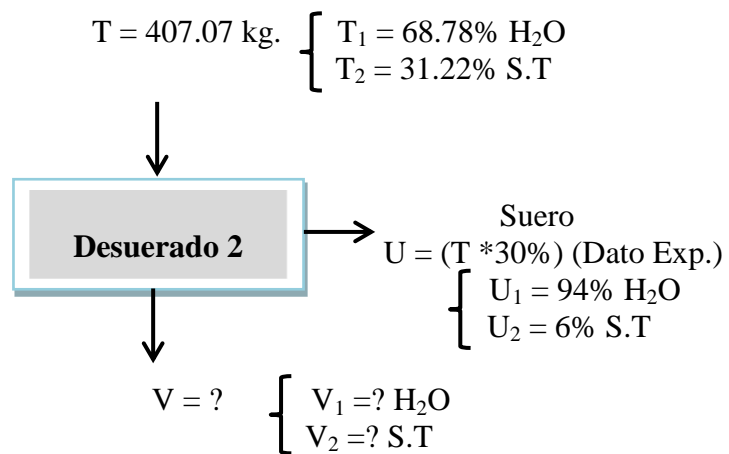 T = 407.07 kg. T₁ = 68.78% H₂O
T₂ = 31.22% S.T
Desuerado 2
Suero
U = (T *30%) (Dato Exp.)
U₁ = 94% H₂O
U₂ = 6% S.T
V = ? V₁ =? H₂O
V₂ =? S.T